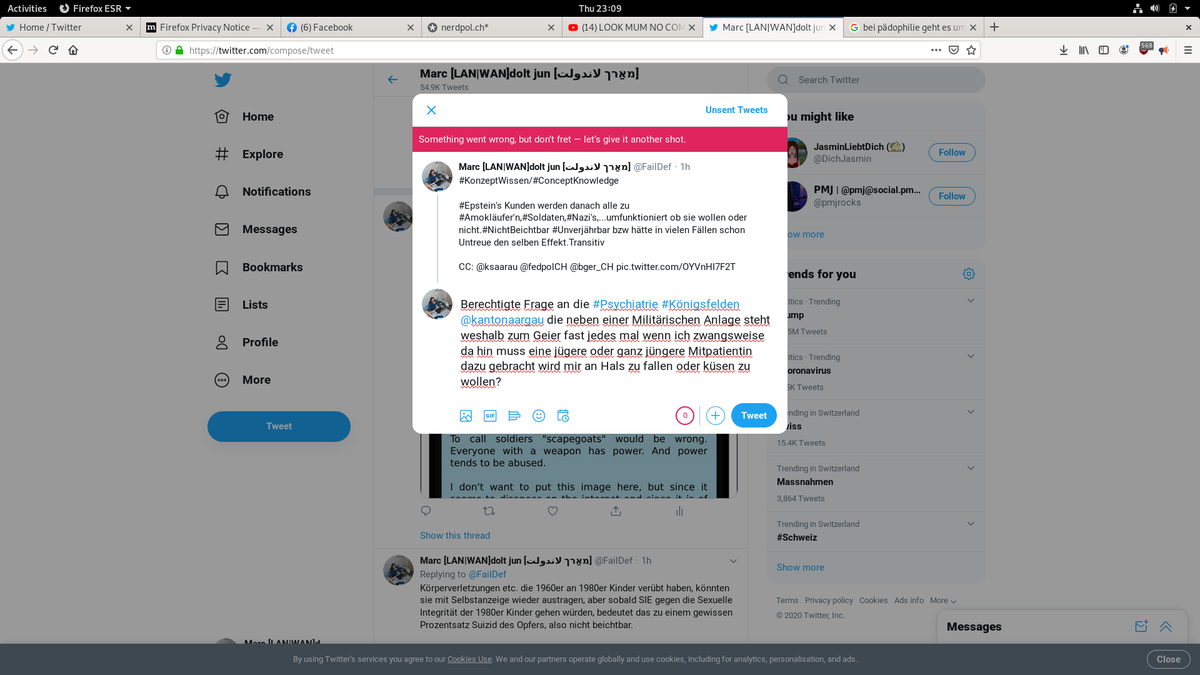 Activities Firefox ESR Thu 23:09
Home / Twitter Firefox Privacy Notice — (6) Facebook nerdpol.ch* (14) LOOK MUM NO CO Marc [LAN|WAN]dolt jun bei pädophilie geht es um
https://twitter.com/compose/tweet 568
Marc [LAN|WAN]dolt jun [מאַרך لاندولت]
54.9K Tweets
Search Twitter
Home
Explore
Notifications
Messages
Bookmarks
Lists
Profile
More
Tweet
Unsent Tweets
Something went wrong, but don't fret — let's give it another shot.
Marc [LAN|WAN]dolt jun [מאַרך لاندولت] @FailDef · 1h
#KonzeptWissen/#ConceptKnowledge
#Epstein's Kunden werden danach alle zu
#Amokläufer'n,#Soldaten,#Nazi's,...umfunktioniert ob sie wollen oder
nicht.#NichtBeichtbar #Unverjährbar bzw hätte in vielen Fällen schon
Untreue den selben Effekt.Transitiv
CC: @ksaarau @fedpolCH @bger_CH pic.twitter.com/OYVnHI7F2T
Berechtigte Frage an die #Psychiatrie #Königsfelden
@kantonaargau die neben einer Militärischen Anlage steht
weshalb zum Geier fast jedes mal wenn ich zwangsweise
da hin muss eine jügere oder ganz jüngere Mitpatientin
dazu gebracht wird mir an Hals zu fallen oder küsen zu
wollen?
GIF 0 Tweet
To call soldiers "scapegoats" would be wrong.
Everyone with a weapon has power. And power
tends to be abused.
I don't want to put this image here, but since it
Show this thread
Marc [LAN|WAN]dolt jun [מאַרך لاندولت] @FailDef · 1h
Replying to @FailDef
Körperverletzungen etc. die 1960er an 1980er Kinder verübt haben, könnten
sie mit Selbstanzeige wieder austragen, aber sobald SIE gegen die Sexuelle
Integrität der 1980er Kinder gehen würden, bedeutet das zu einem gewissen
Prozentsatz Suizid des Opfers, also nicht beichtbar.
ou might like
JasminLiebtDich
@DichJasmin
Follow
PMJ | @pmj@social.pm...
@pmjrocks
Follow
ow more
ends for you
itics · Trending
ump
5M Tweets
itics · Trending
oronavirus
5K Tweets
ending in Switzerland
iss
15.4K Tweets
Trending in Switzerland
Massnahmen
3,864 Tweets
Trending in Switzerland
#Schweiz
Show more
Terms Privacy policy Cookies Ads info More
© 2020 Twitter, Inc.
Messages
By using Twitter's services you agree to our Cookies Use. We and our partners operate globally and use cookies, including for analytics, personalisation, and ads.
Close